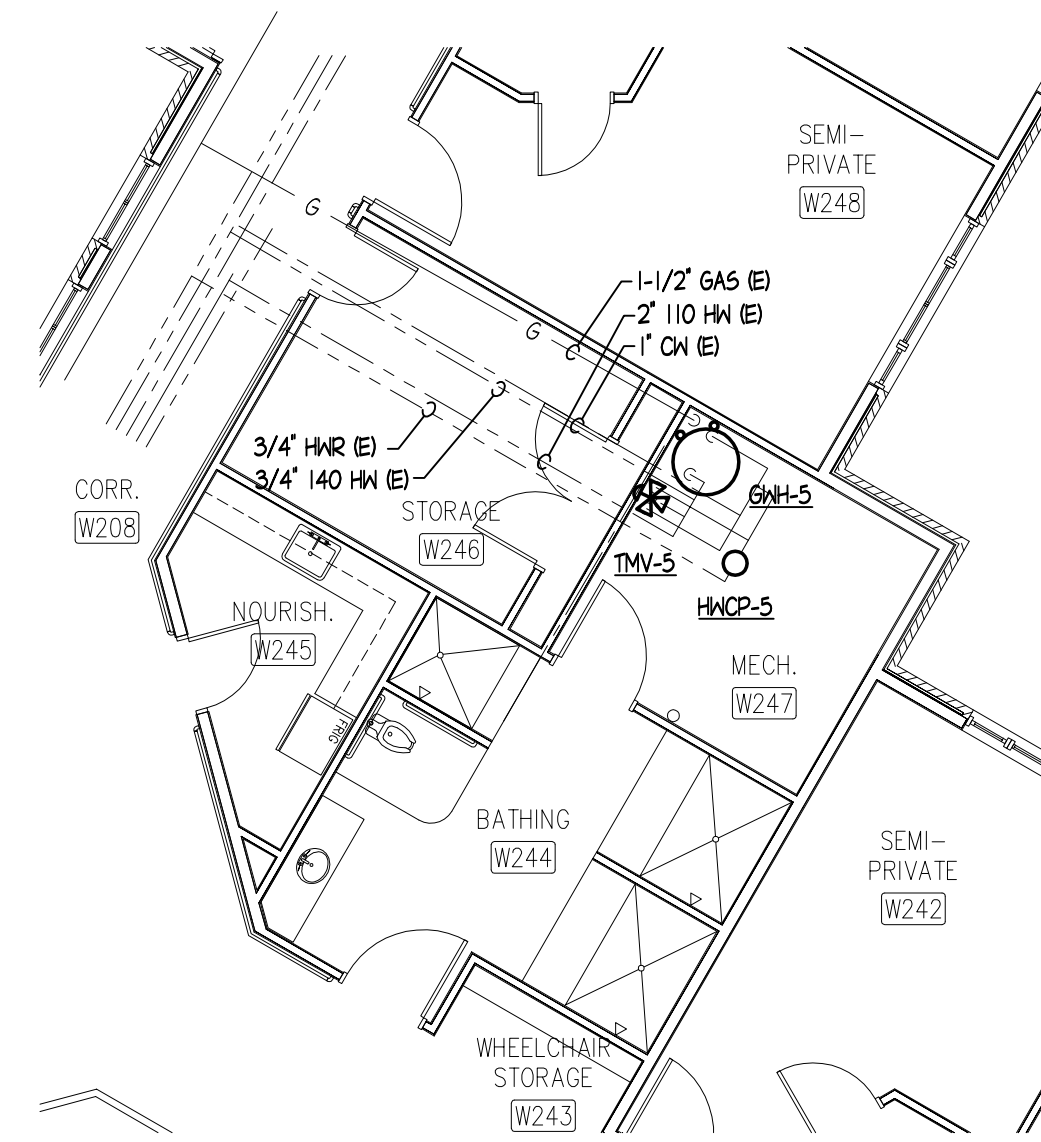 SEMI-
PRIVATE
W248
G
G
1-1/2" GAS (E)
2" 110 HW (E)
1" CW (E)
3/4" HWR (E)
3/4" 140 HW (E)
CORR.
W208
STORAGE
W246
GWH-5
TMV-5
HWCP-5
NOURISH.
W245
MECH.
W247
FRIG
BATHING
W244
SEMI-
PRIVATE
W242
WHEELCHAIR
STORAGE
W243